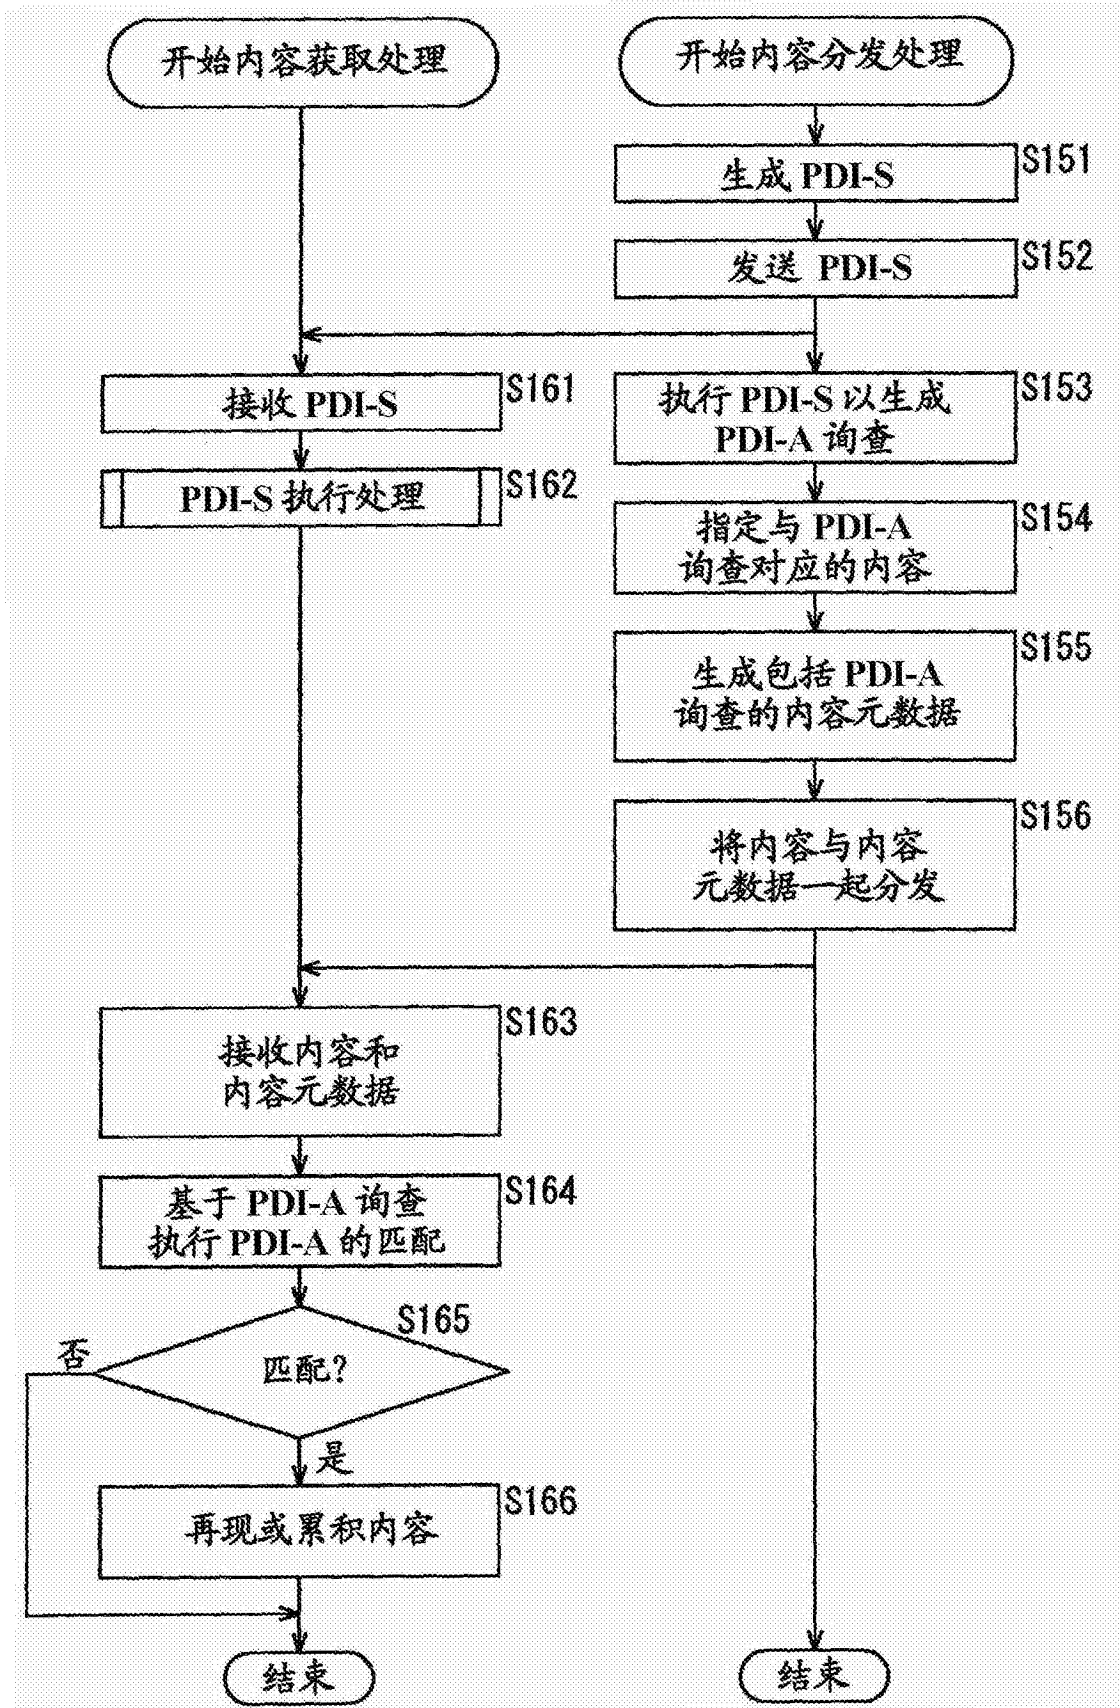 开始内容获取处理
开始内容分发处理
生成 PDI-S
S151
发送 PDI-S
S152
接收 PDI-S
S161
执行 PDI-S 以生成
PDI-A 询查
S153
PDI-S 执行处理
S162
指定与 PDI-A
询查对应的内容
S154
生成包括 PDI-A
询查的内容元数据
S155
将内容与内容
元数据一起分发
S156
接收内容和
内容元数据
S163
基于 PDI-A 询查
执行 PDI-A 的匹配
S164
S165
否
匹配?
是
再现或累积内容
S166
结束
结束